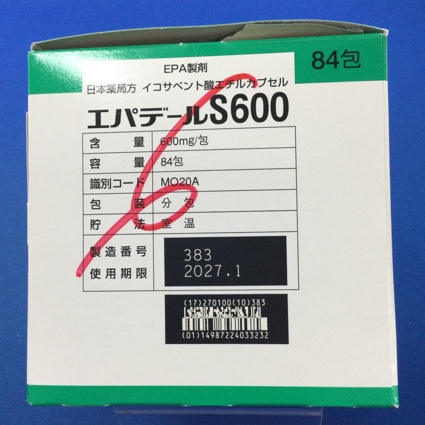 EPA製剤
84包
日本薬局方 イコサペント酸エチルカプセル
エパデールS600
含量 600mg/包
容量 84包
識別コード MO20A
包装 分包
貯法 室温
製造番号 383
使用期限 2027.1
(17)270100(10)383
(01)14987224033232